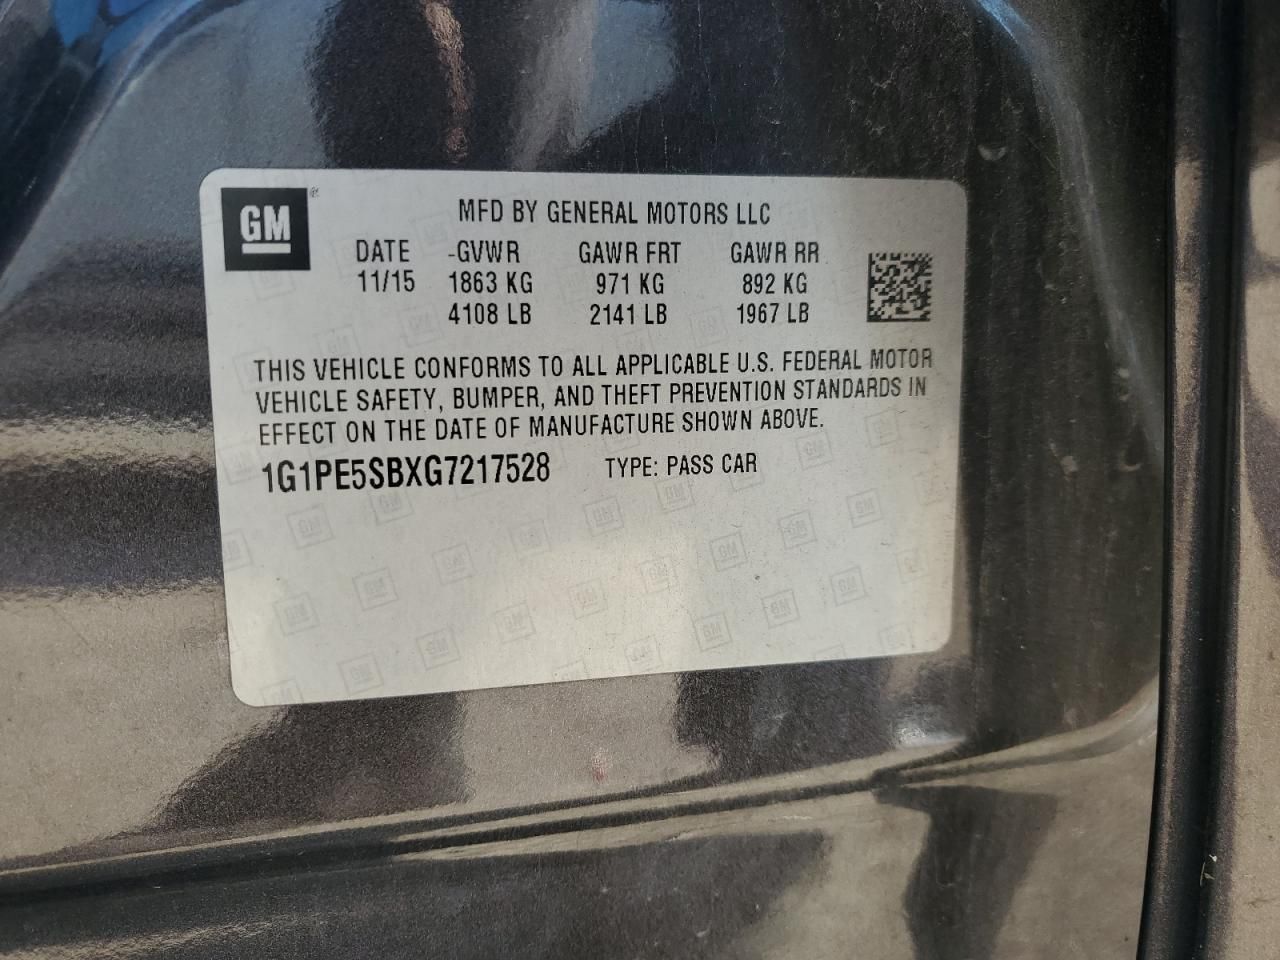 GM®
MFD BY GENERAL MOTORS LLC
DATE -GVWR GAWR FRT GAWR RR
11/15 1863 KG 971 KG 892 KG
4108 LB 2141 LB 1967 LB
THIS VEHICLE CONFORMS TO ALL APPLICABLE U.S. FEDERAL MOTOR
VEHICLE SAFETY, BUMPER, AND THEFT PREVENTION STANDARDS IN
EFFECT ON THE DATE OF MANUFACTURE SHOWN ABOVE.
1G1PE5SBXG7217528 TYPE: PASS CAR